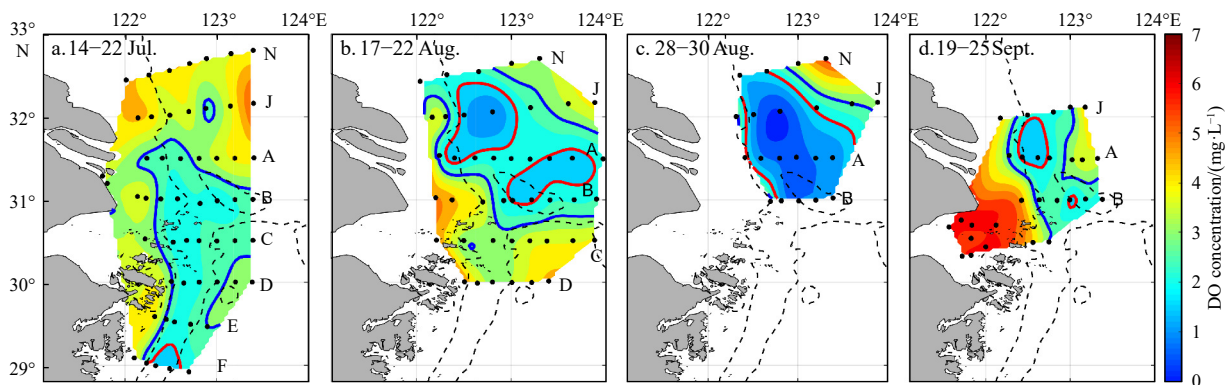 122° 123° 124°E 122° 123° 124°E 122° 123° 124°E 122° 123° 124°E
33°
N
32°
31°
30°
29°
a.14−22 Jul.
N
J
A
B
C
D
E
F
b. 17−22 Aug.
N
J
A
B
C
D
c. 28−30 Aug.
N
J
A
B
d.19−25 Sept.
J
A
B
7
6
5
4
3
2
1
0
DO concentration/(mg·L⁻¹)